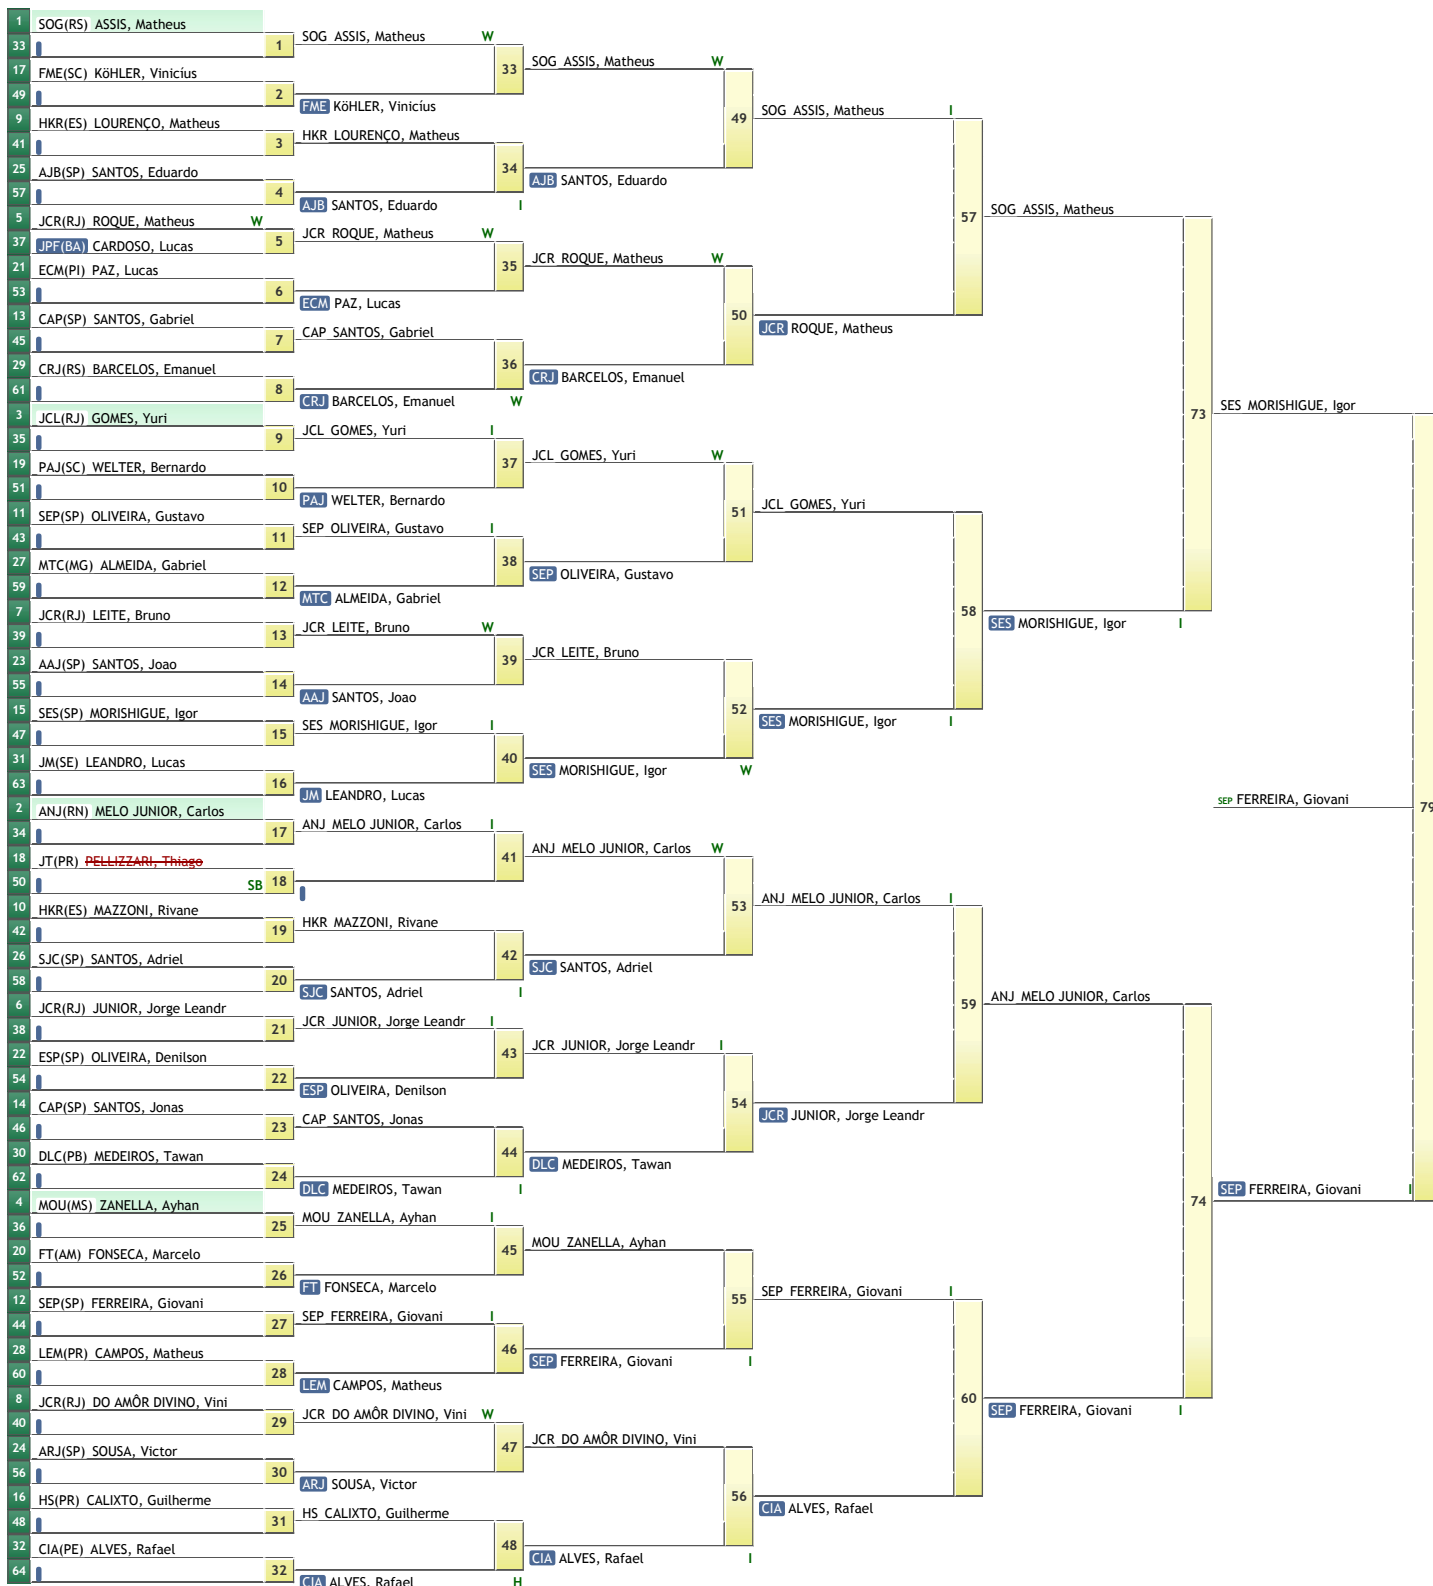 1 SOG(RS) ASSIS, Matheus
33
1
17 FME(SC) KöHLER, Vinicíus
49
2
9 HKR(ES) LOURENÇO, Matheus
41
3
25 AJB(SP) SANTOS, Eduardo
57
4
5 JCR(RJ) ROQUE, Matheus W
37 JPF(BA) CARDOSO, Lucas
5
21 ECM(PI) PAZ, Lucas
53
6
13 CAP(SP) SANTOS, Gabriel
45
7
29 CRJ(RS) BARCELOS, Emanuel
61
8
3 JCL(RJ) GOMES, Yuri
35
9
19 PAJ(SC) WELTER, Bernardo
51
10
11 SEP(SP) OLIVEIRA, Gustavo
43
11
27 MTC(MG) ALMEIDA, Gabriel
59
12
7 JCR(RJ) LEITE, Bruno
39
13
23 AAJ(SP) SANTOS, Joao
55
14
15 SES(SP) MORISHIGUE, Igor
47
15
31 JM(SE) LEANDRO, Lucas
63
16
2 ANJ(RN) MELO JUNIOR, Carlos
34
17
18 JT(PR) PELLIZZARI, Thiago
50 SB
18
10 HKR(ES) MAZZONI, Rivane
42
19
26 SJC(SP) SANTOS, Adriel
58
20
6 JCR(RJ) JUNIOR, Jorge Leandr
38
21
22 ESP(SP) OLIVEIRA, Denilson
54
22
14 CAP(SP) SANTOS, Jonas
46
23
30 DLC(PB) MEDEIROS, Tawan
62
24
4 MOU(MS) ZANELLA, Ayhan
36
25
20 FT(AM) FONSECA, Marcelo
52
26
12 SEP(SP) FERREIRA, Giovani
44
27
28 LEM(PR) CAMPOS, Matheus
60
28
8 JCR(RJ) DO AMÔR DIVINO, Vini
40
29
24 ARJ(SP) SOUSA, Victor
56
30
16 HS(PR) CALIXTO, Guilherme
48
31
32 CIA(PE) ALVES, Rafael
64
32
SOG ASSIS, Matheus W
33
FME KöHLER, Vinicíus
HKR LOURENÇO, Matheus
34
AJB SANTOS, Eduardo I
JCR ROQUE, Matheus W
35
ECM PAZ, Lucas
CAP SANTOS, Gabriel
36
CRJ BARCELOS, Emanuel W
JCL GOMES, Yuri I
37
PAJ WELTER, Bernardo
SEP OLIVEIRA, Gustavo I
38
MTC ALMEIDA, Gabriel
JCR LEITE, Bruno W
39
AAJ SANTOS, Joao
SES MORISHIGUE, Igor I
40
JM LEANDRO, Lucas
ANJ MELO JUNIOR, Carlos I
41
HKR MAZZONI, Rivane
42
SJC SANTOS, Adriel I
JCR JUNIOR, Jorge Leandr I
43
ESP OLIVEIRA, Denilson
CAP SANTOS, Jonas
44
DLC MEDEIROS, Tawan I
MOU ZANELLA, Ayhan I
45
FT FONSECA, Marcelo
SEP FERREIRA, Giovani I
46
LEM CAMPOS, Matheus
JCR DO AMÔR DIVINO, Vini W
47
ARJ SOUSA, Victor
HS CALIXTO, Guilherme
48
CIA ALVES, Rafael H
SOG ASSIS, Matheus W
49
AJB SANTOS, Eduardo
JCR ROQUE, Matheus W
50
CRJ BARCELOS, Emanuel
JCL GOMES, Yuri W
51
SEP OLIVEIRA, Gustavo
JCR LEITE, Bruno
52
SES MORISHIGUE, Igor W
ANJ MELO JUNIOR, Carlos W
53
SJC SANTOS, Adriel
JCR JUNIOR, Jorge Leandr I
54
DLC MEDEIROS, Tawan
MOU ZANELLA, Ayhan
55
SEP FERREIRA, Giovani I
JCR DO AMÔR DIVINO, Vini
56
CIA ALVES, Rafael I
SOG ASSIS, Matheus I
57
JCR ROQUE, Matheus
JCL GOMES, Yuri
58
SES MORISHIGUE, Igor I
ANJ MELO JUNIOR, Carlos I
59
JCR JUNIOR, Jorge Leandr
SEP FERREIRA, Giovani I
60
CIA ALVES, Rafael
SOG ASSIS, Matheus
73
SES MORISHIGUE, Igor I
ANJ MELO JUNIOR, Carlos
74
SEP FERREIRA, Giovani I
SES MORISHIGUE, Igor
SEP FERREIRA, Giovani
79
SEP FERREIRA, Giovani I